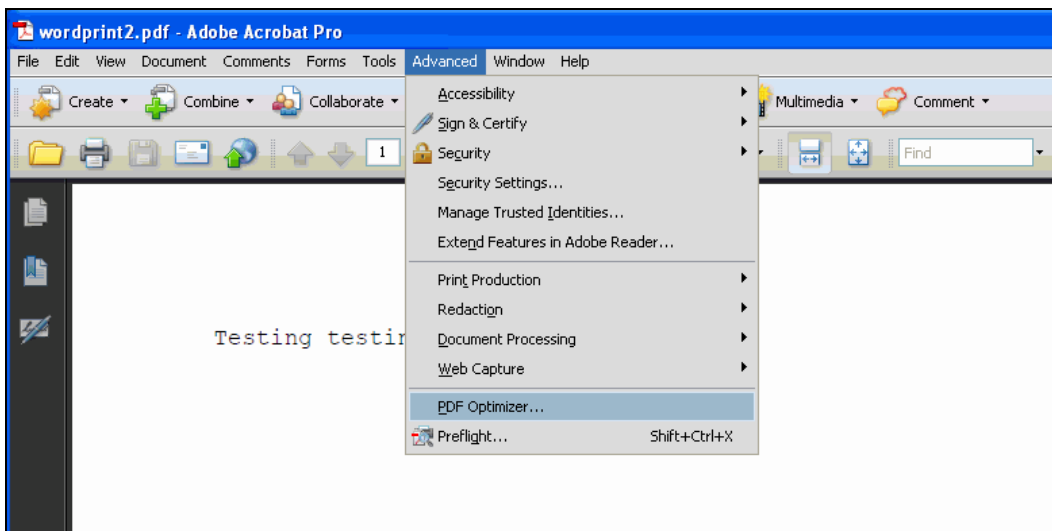 wordprint2.pdf - Adobe Acrobat Pro
File Edit View Document Comments Forms Tools Advanced Window Help
Create Combine Collaborate Multimedia Comment
1 Find
Accessibility
Sign & Certify
Security
Security Settings...
Manage Trusted Identities...
Extend Features in Adobe Reader...
Print Production
Redaction
Document Processing
Web Capture
PDF Optimizer...
Preflight... Shift+Ctrl+X
Testing